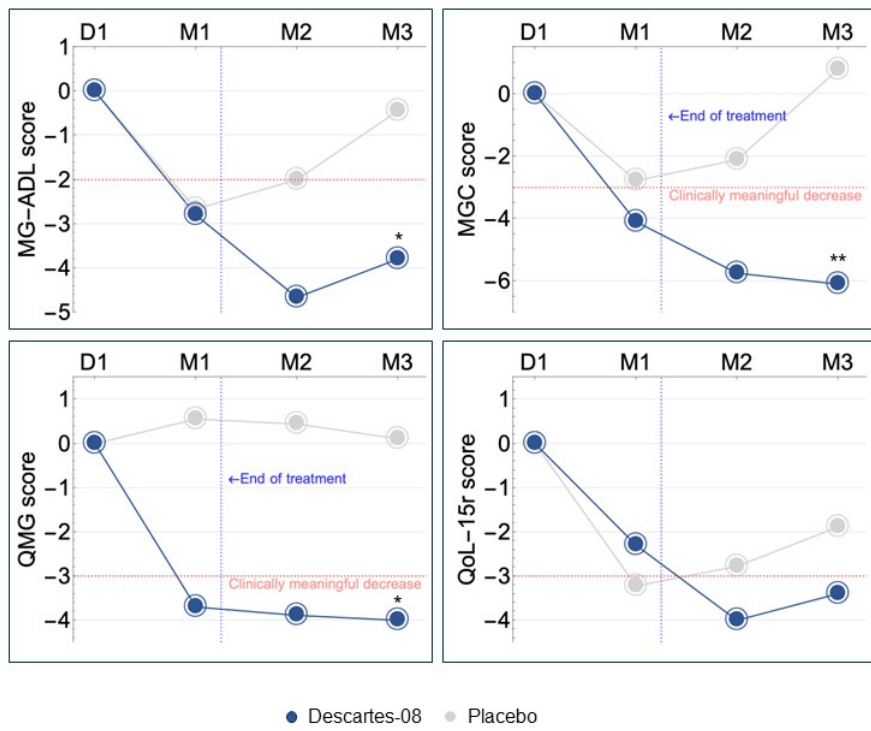 D1 M1 M2 M3
1
0
−1
−2
−3
−4
−5
MG−ADL score
*
D1 M1 M2 M3
0
−2
−4
−6
MGC score
←End of treatment
Clinically meaningful decrease
**
D1 M1 M2 M3
1
0
−1
−2
−3
−4
QMG score
←End of treatment
Clinically meaningful decrease
*
D1 M1 M2 M3
1
0
−1
−2
−3
−4
QoL−15r score
Descartes-08 Placebo